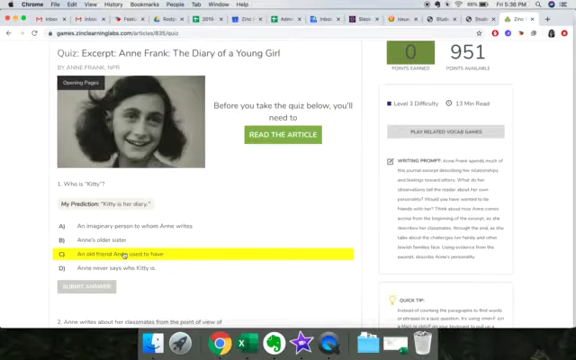 Chrome File Edit View History Bookmarks People Tab Window Help
Fri 5:36 PM
games.zinclearninglabs.com/articles/835/quiz
Quiz: Excerpt: Anne Frank: The Diary of a Young Girl
BY ANNE FRANK, NPR
Opening Pages
Before you take the quiz below, you'll
need to
READ THE ARTICLE
1. Who is "Kitty"?
My Prediction: "Kitty is her diary."
A) An imaginary person to whom Anne writes
B) Anne's older sister
C) An old friend Anne used to have
D) Anne never says who Kitty is.
SUBMIT ANSWER
2. Anne writes about her classmates from the point of view of
0
POINTS EARNED
951
POINTS AVAILABLE
Level 3 Difficulty
13 Min Read
PLAY RELATED VOCAB GAMES
WRITING PROMPT: Anne Frank spends much of
this journal excerpt describing her relationships
and feelings toward others. What do her
observations tell the reader about her own
personality? Would you have wanted to be
friends with her? Think about how Anne comes
across from the beginning of the excerpt, as she
describes her classmates, through the end, as she
talks about the challenges her family and other
Jewish families face. Using evidence from the
excerpt, describe Anne's personality.
QUICK TIP:
Instead of counting the paragraphs to find words
or phrases in a quiz question, try using